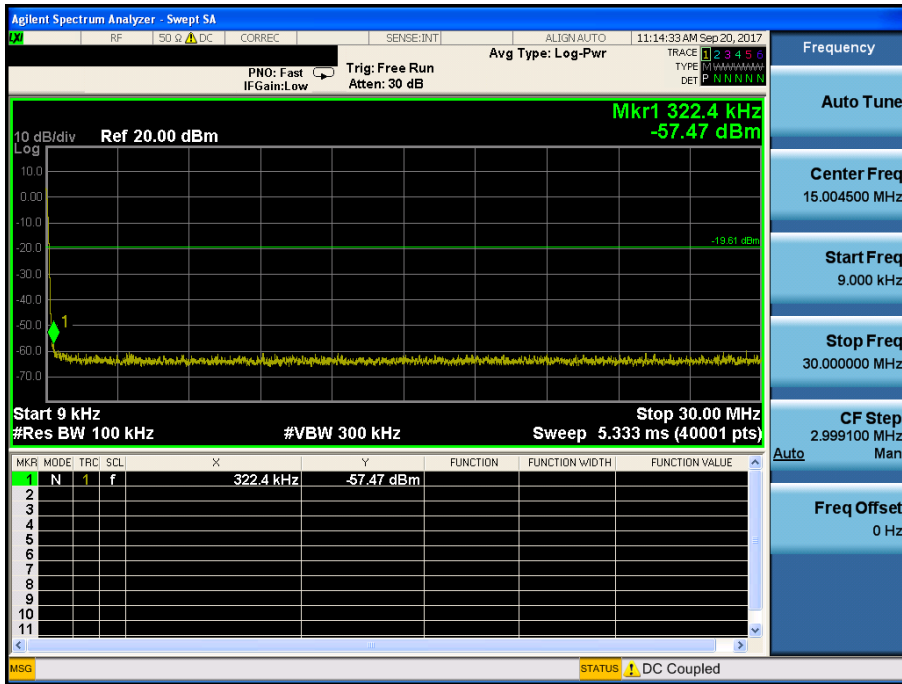 Agilent Spectrum Analyzer - Swept SA
LXI RF 50 Ω DC CORREC SENSE:INT ALIGN AUTO 11:14:33 AM Sep 20, 2017
Avg Type: Log-Pwr TRACE 1 2 3 4 5 6
PNO: Fast Trig: Free Run TYPE M W W W W W
IFGain:Low Atten: 30 dB DET P N N N N N
Mkr1 322.4 kHz
10 dB/div Ref 20.00 dBm -57.47 dBm
Log
10.0
0.00
-10.0
-20.0
-19.61 dBm
-30.0
-40.0
-50.0
1
-60.0
-70.0
Start 9 kHz Stop 30.00 MHz
#Res BW 100 kHz #VBW 300 kHz Sweep 5.333 ms (40001 pts)
MKR MODE TRC SCL X Y FUNCTION FUNCTION WIDTH FUNCTION VALUE
1 N 1 f 322.4 kHz -57.47 dBm
2
3
4
5
6
7
8
9
10
11
MSG STATUS DC Coupled
Frequency
Auto Tune
Center Freq
15.004500 MHz
Start Freq
9.000 kHz
Stop Freq
30.000000 MHz
CF Step
2.999100 MHz
Auto Man
Freq Offset
0 Hz